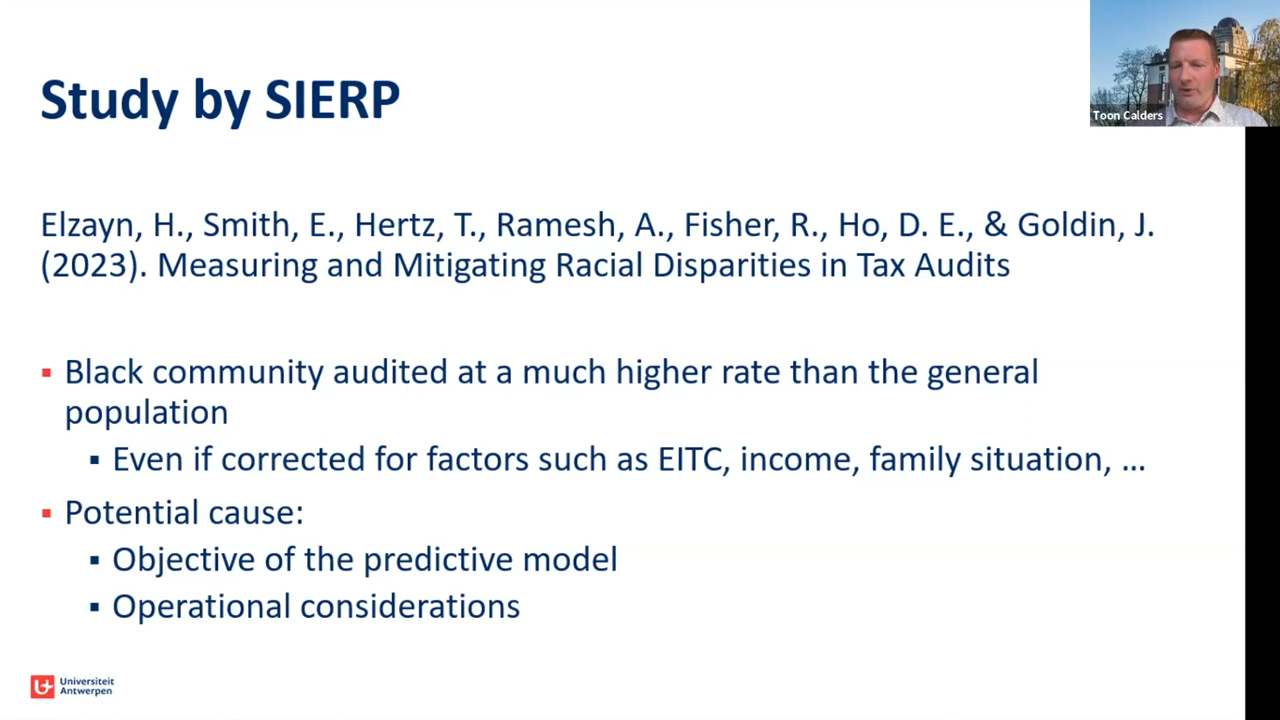 Study by SIERP
Toon Calders
Elzayn, H., Smith, E., Hertz, T., Ramesh, A., Fisher, R., Ho, D. E., & Goldin, J.
(2023). Measuring and Mitigating Racial Disparities in Tax Audits
▪ Black community audited at a much higher rate than the general
population
▪ Even if corrected for factors such as EITC, income, family situation, …
▪ Potential cause:
▪ Objective of the predictive model
▪ Operational considerations
Universiteit
Antwerpen